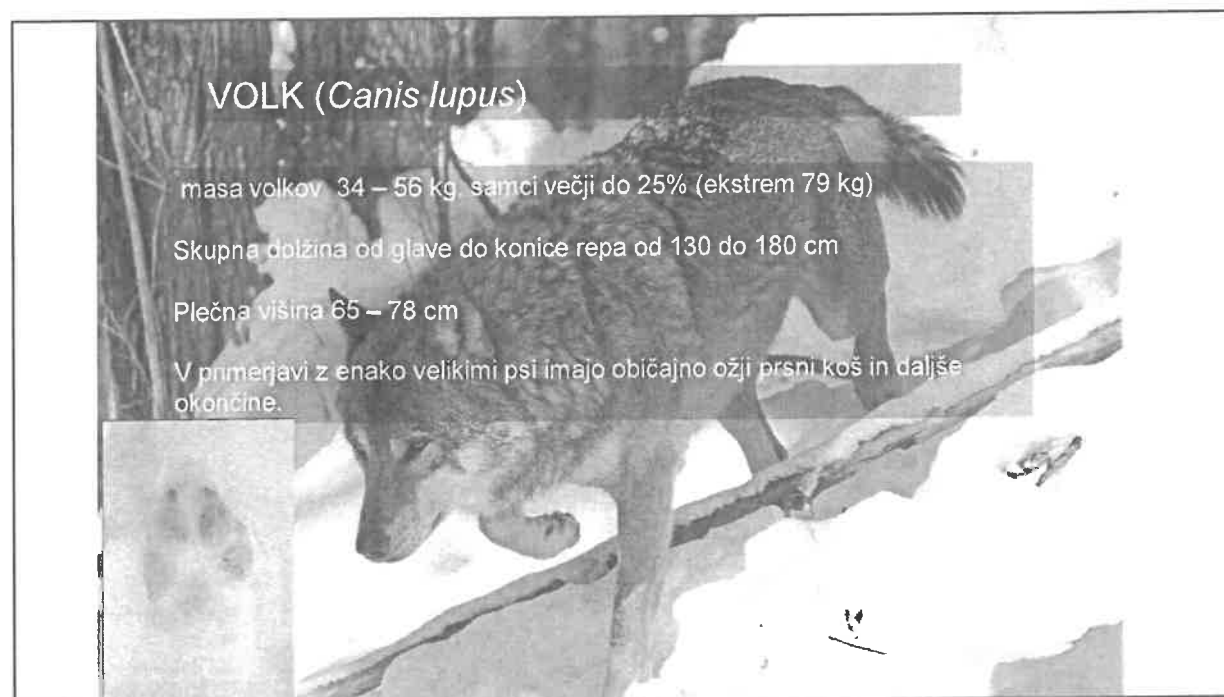 VOLK (Canis lupus)
masa volkov 34 – 56 kg, samci večji do 25% (ekstrem 79 kg)
Skupna dolžina od glave do konice repa od 130 do 180 cm
Plečna višina 65 – 78 cm
V primerjavi z enako velikimi psi imajo običajno ožji prsni koš in daljše
okončine.